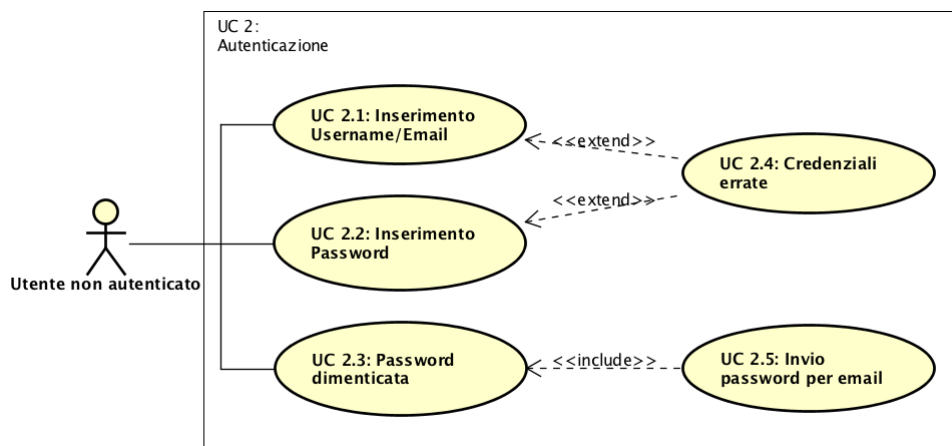 UC 2:
Autenticazione
UC 2.1: Inserimento
Username/Email
<<extend>>
UC 2.4: Credenziali
errate
<<extend>>
UC 2.2: Inserimento
Password
Utente non autenticato
UC 2.3: Password
dimenticata
<<include>>
UC 2.5: Invio
password per email